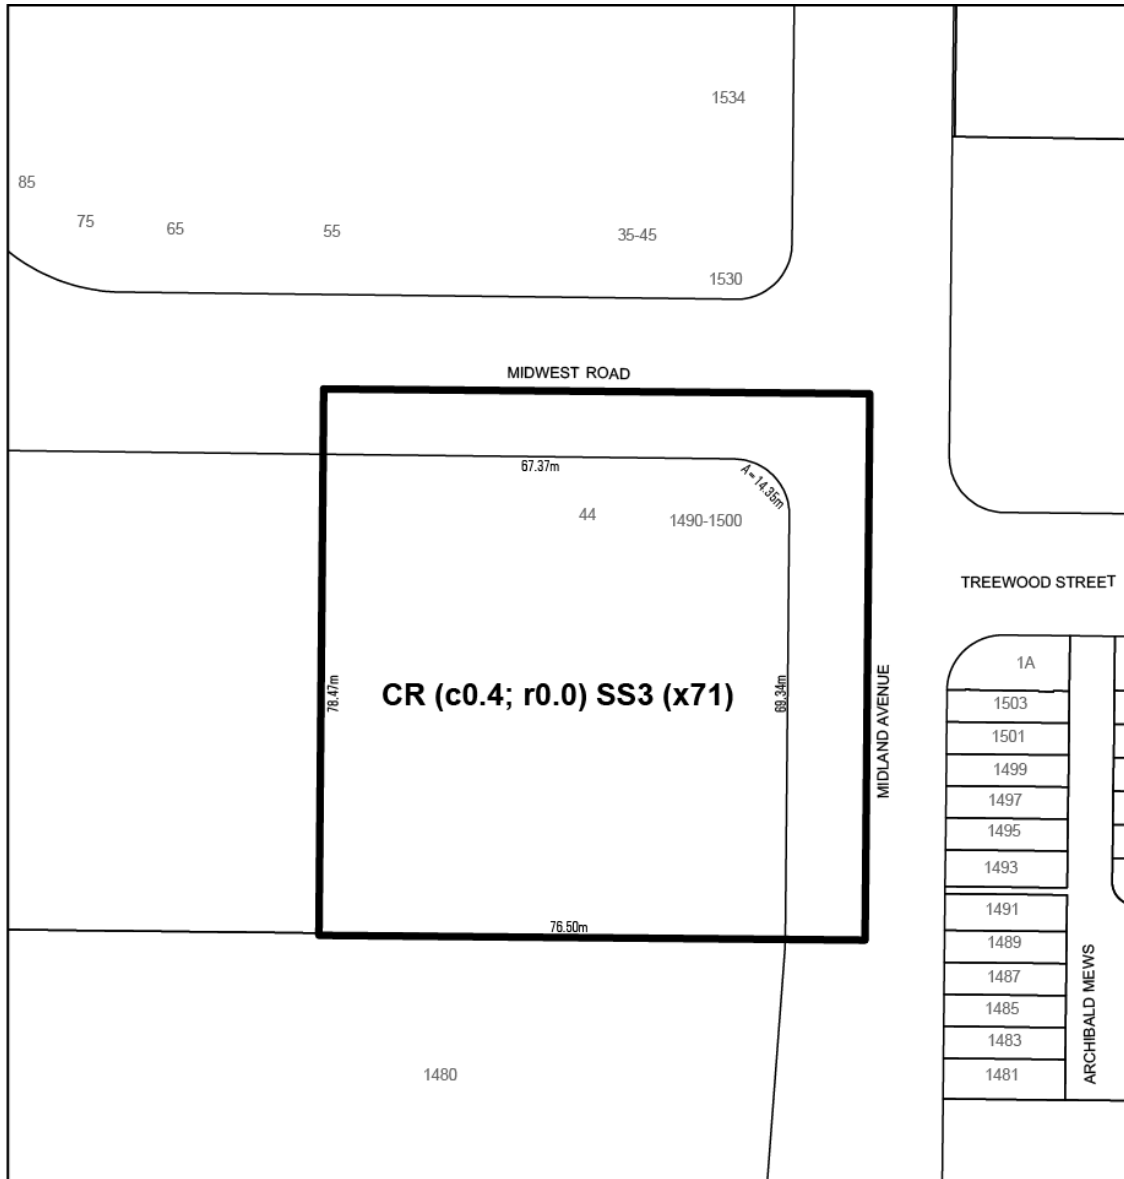 1534
85
75
65
55
35-45
1530
MIDWEST ROAD
67.37m
A = 14.35m
44
1490-1500
TREEWOOD STREET
1A
78.47m
CR (c0.4; r0.0) SS3 (x71)
69.34m
MIDLAND AVENUE
1503
1501
1499
1497
1495
1493
1491
76.50m
1489
1487
1485
1483
1481
ARCHIBALD MEWS
1480